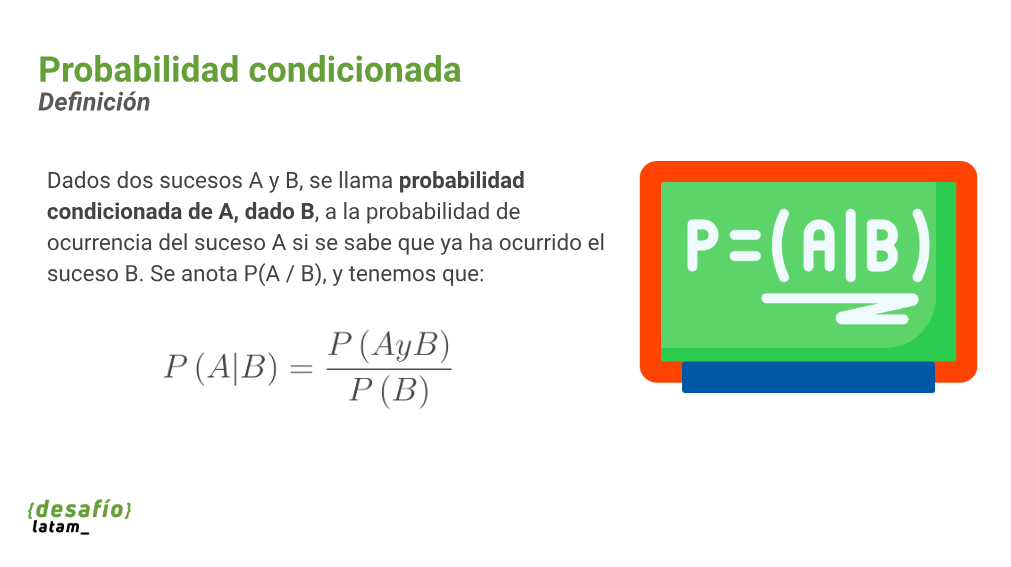 Probabilidad condicionada
Definición
Dados dos sucesos A y B, se llama probabilidad
condicionada de A, dado B, a la probabilidad de
ocurrencia del suceso A si se sabe que ya ha ocurrido el
suceso B. Se anota P(A / B), y tenemos que:
P (A|B) = P (AyB) / P (B)
P=(A|B)
{desafío}
latam_